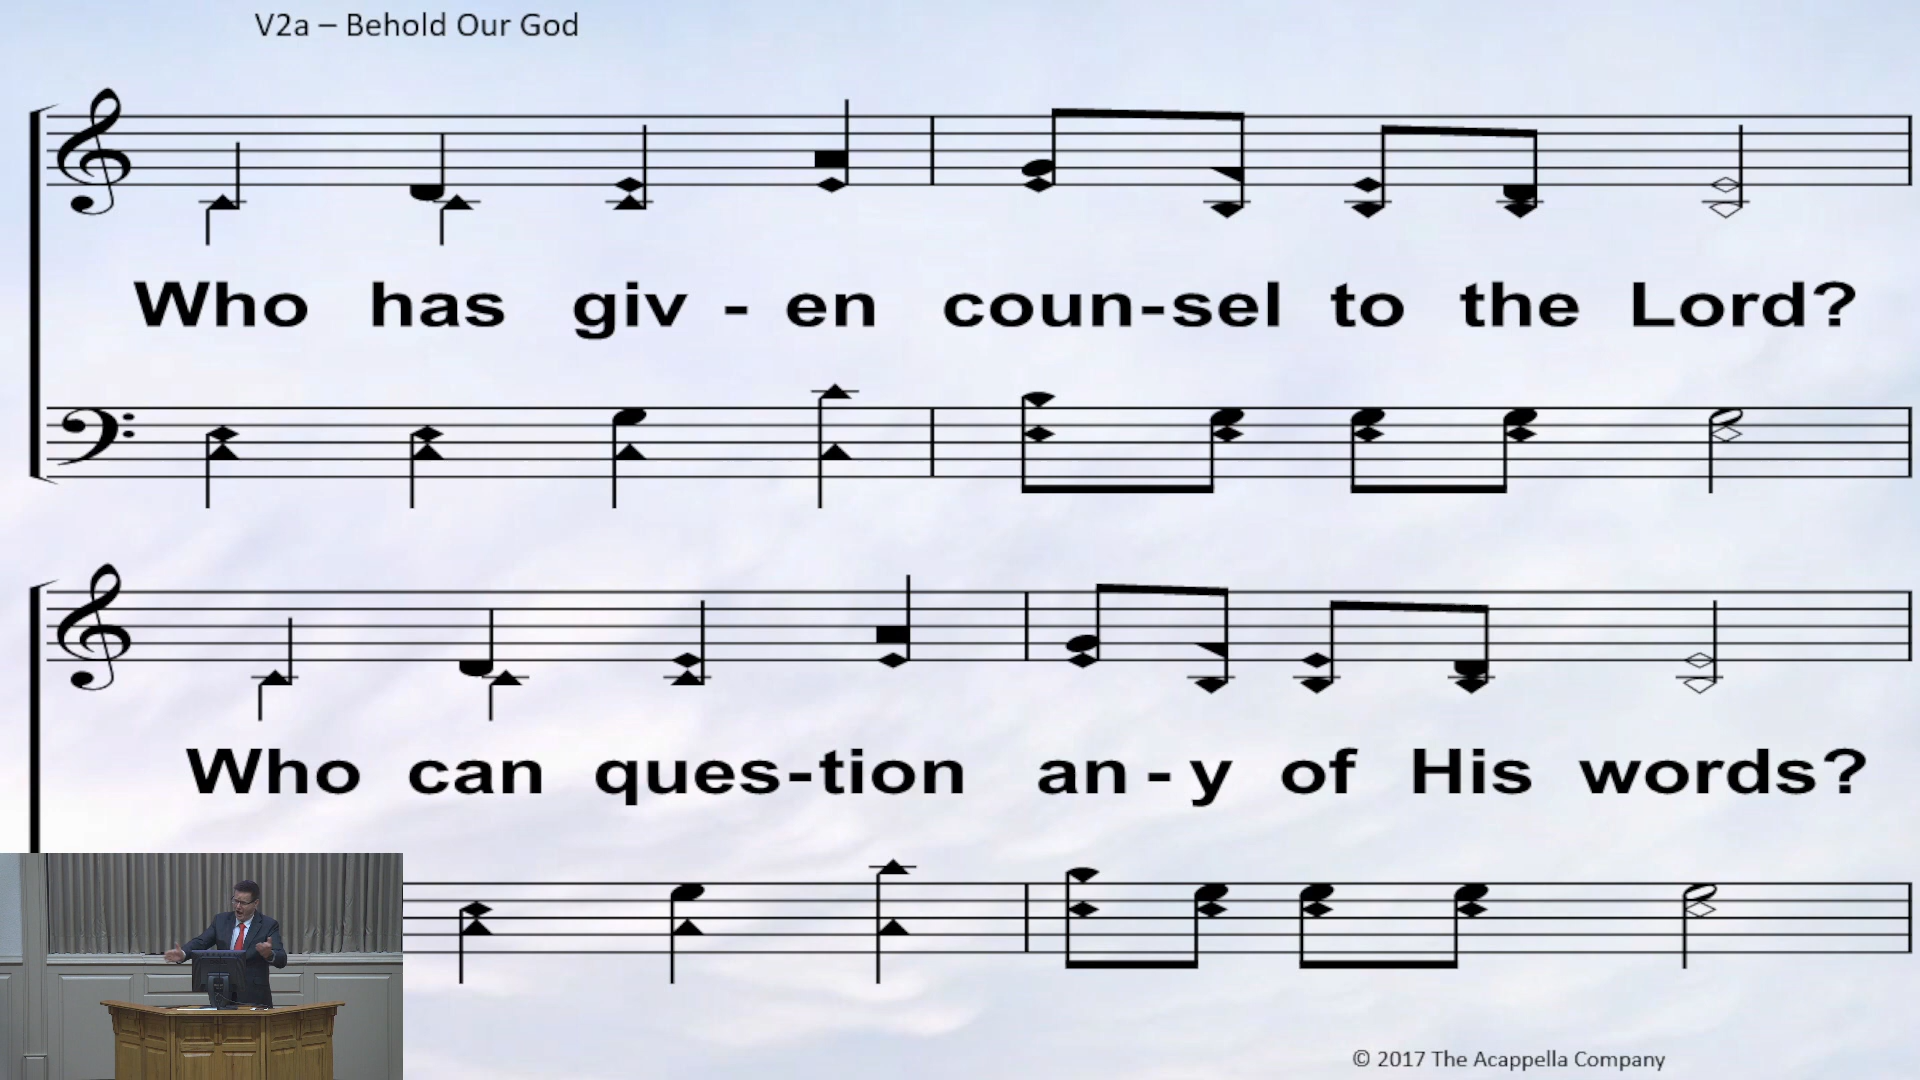 V2a – Behold Our God
Who has giv - en coun-sel to the Lord?
Who can ques-tion an - y of His words?
© 2017 The Acappella Company